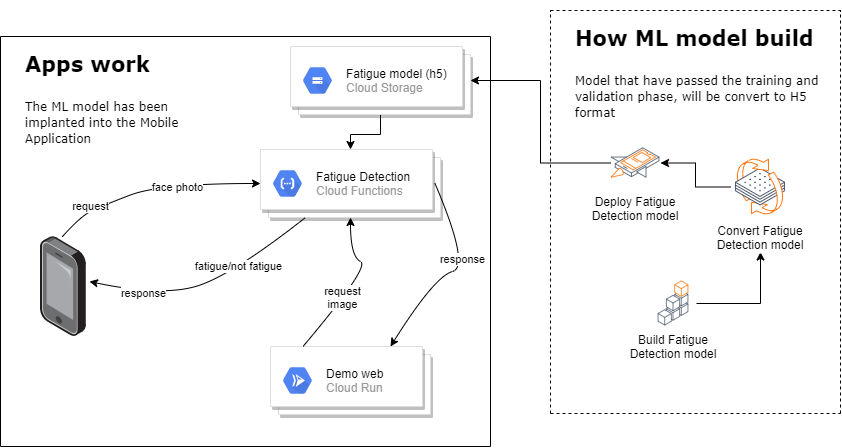 Apps work
The ML model has been
implanted into the Mobile
Application
Fatigue model (h5)
Cloud Storage
Fatigue Detection
Cloud Functions
face photo
request
fatigue/not fatigue
response
request
image
response
Demo web
Cloud Run
How ML model build
Model that have passed the training and
validation phase, will be convert to H5
format
Deploy Fatigue
Detection model
Convert Fatigue
Detection model
Build Fatigue
Detection model